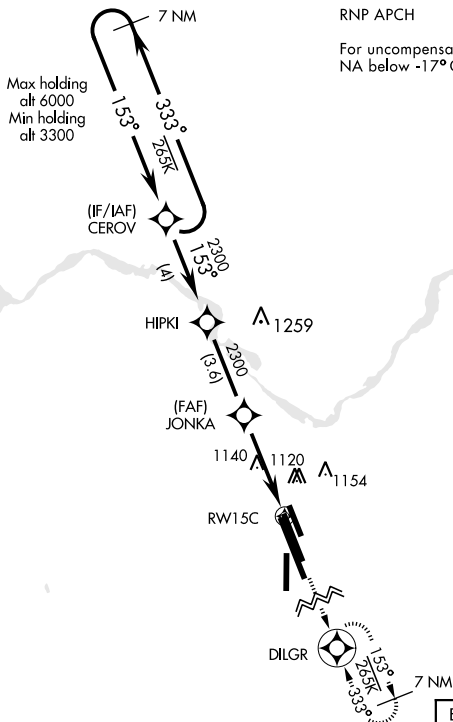 7 NM
RNP APCH
For uncompensa
NA below -17° C
Max holding
alt 6000
Min holding
alt 3300
153°
333°
265K
(IF/IAF)
CEROV
2300
153°
(4)
HIPKI
1259
2300
(3.6)
(FAF)
JONKA
1140
1120
1154
RW15C
DILGR
153°
265K
333°
7 NM
E